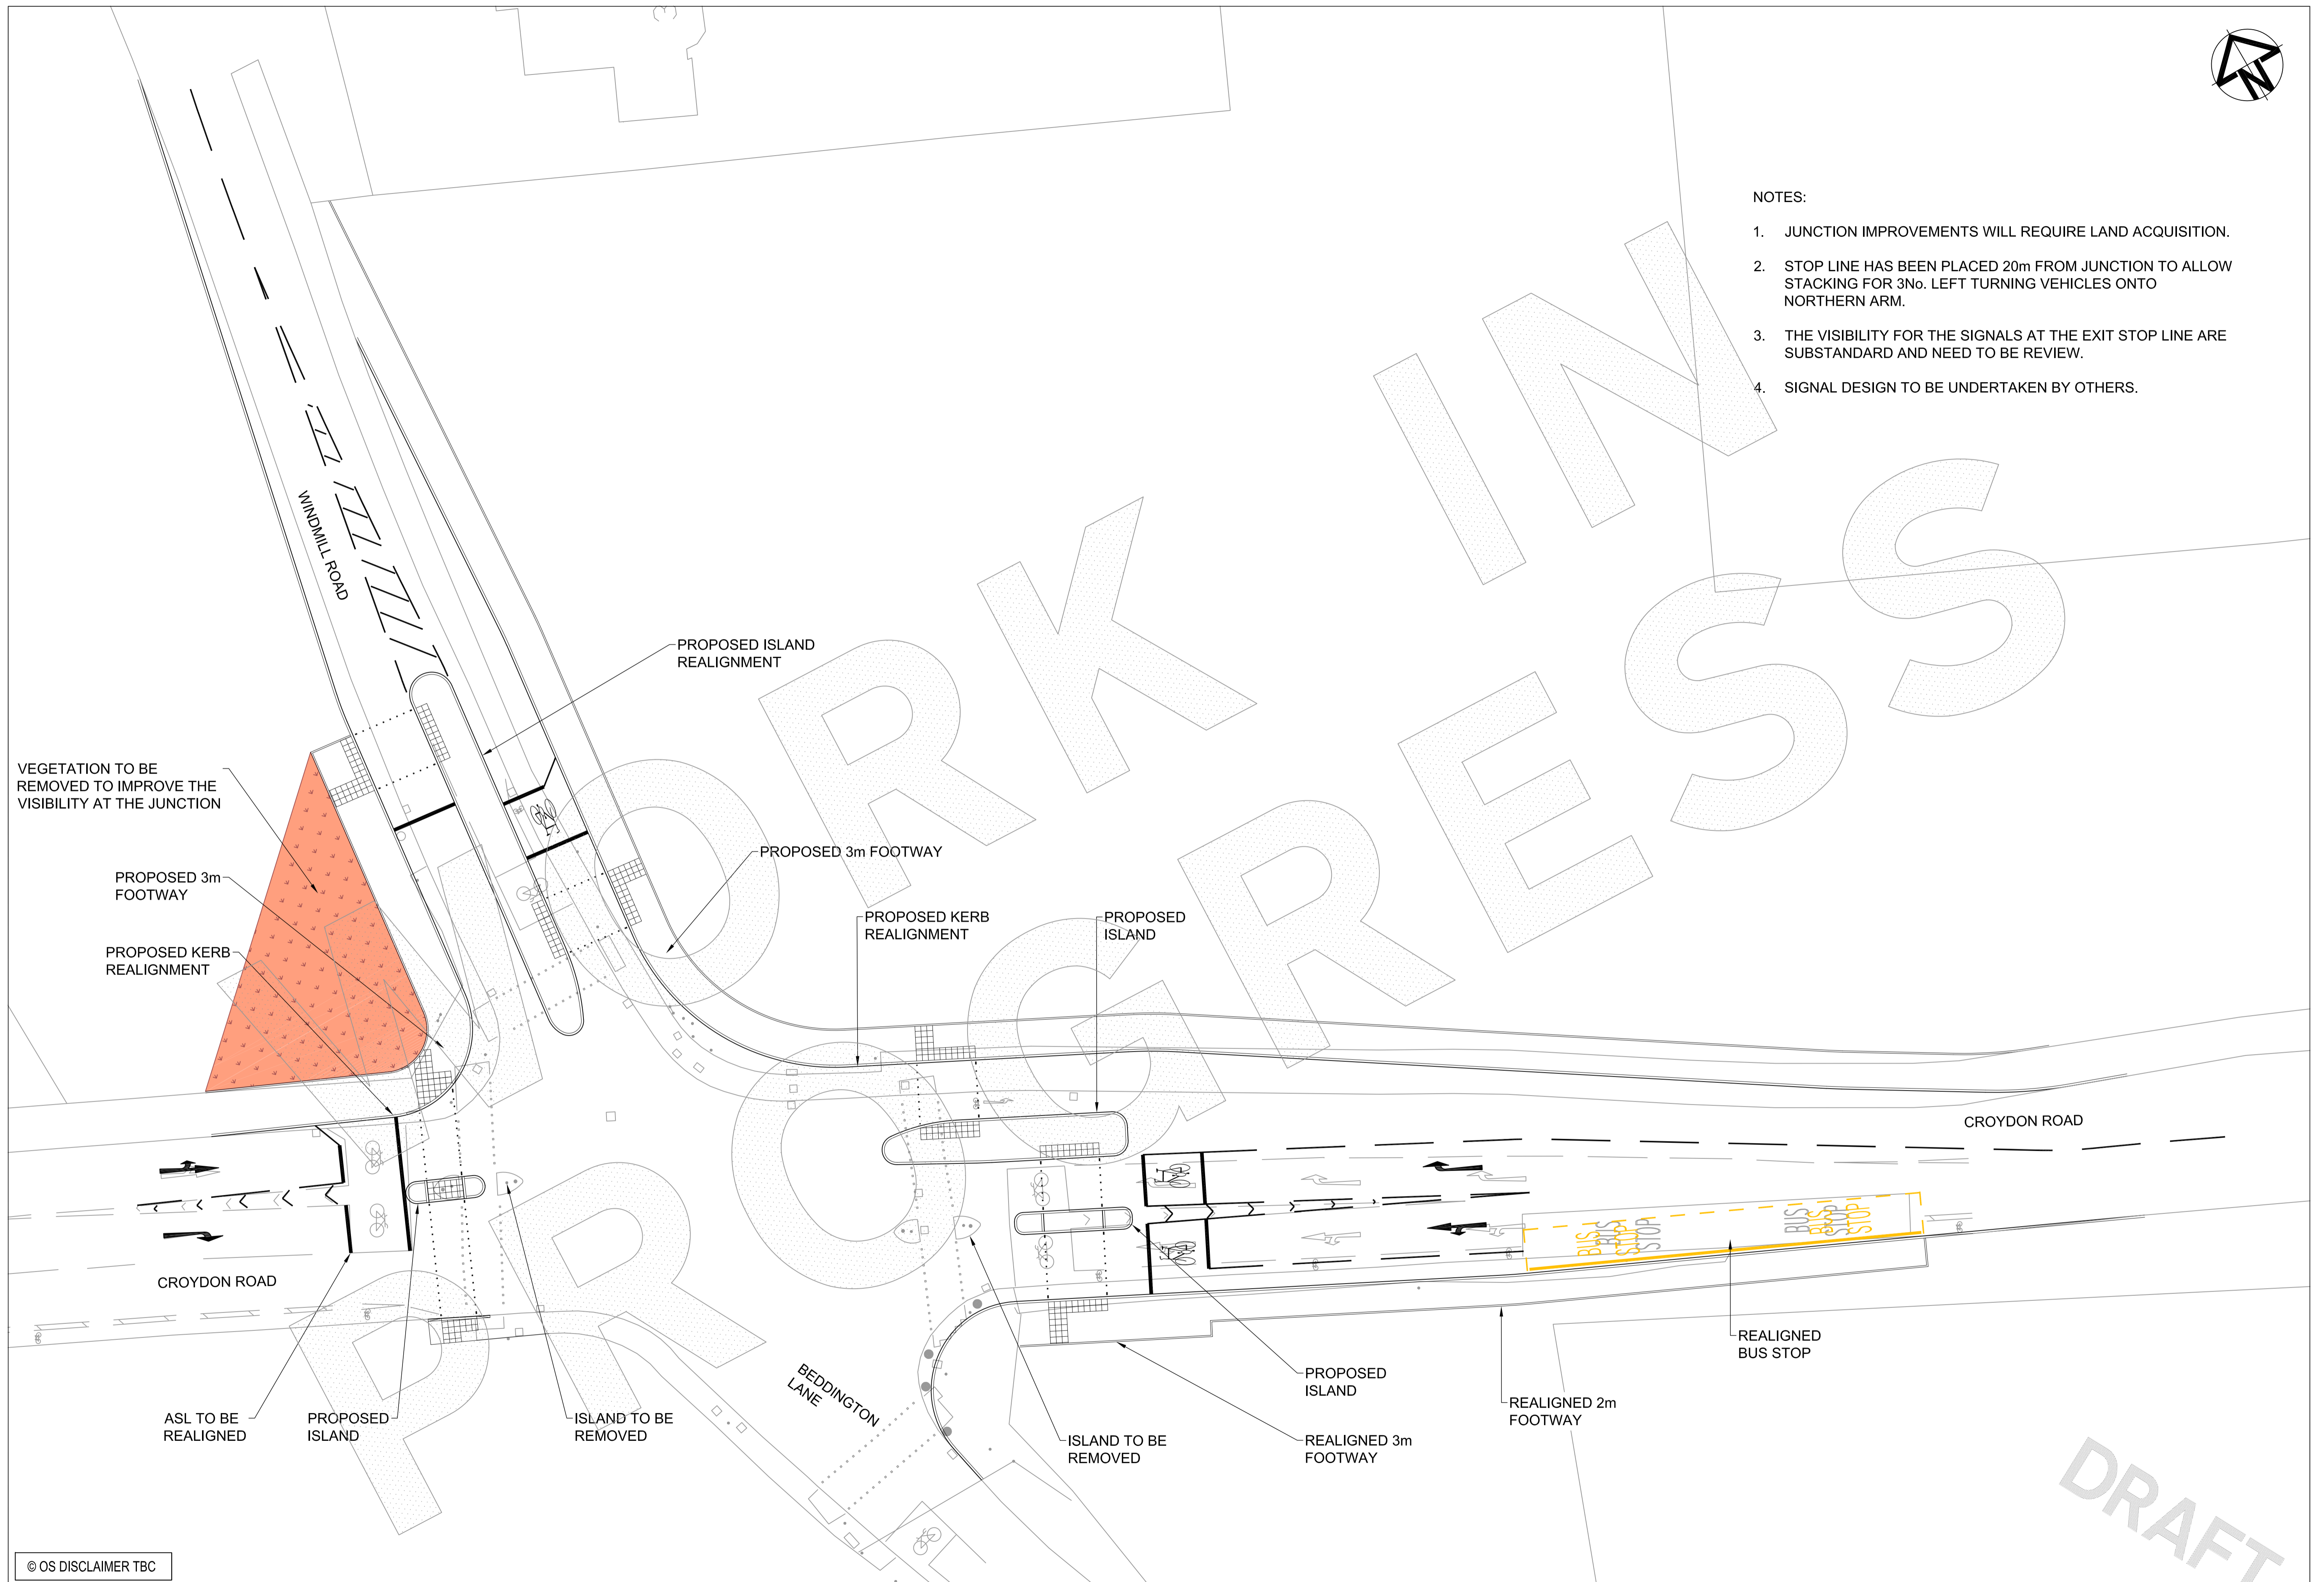 N
NOTES:
1. JUNCTION IMPROVEMENTS WILL REQUIRE LAND ACQUISITION.
2. STOP LINE HAS BEEN PLACED 20m FROM JUNCTION TO ALLOW
STACKING FOR 3No. LEFT TURNING VEHICLES ONTO
NORTHERN ARM.
3. THE VISIBILITY FOR THE SIGNALS AT THE EXIT STOP LINE ARE
SUBSTANDARD AND NEED TO BE REVIEW.
4. SIGNAL DESIGN TO BE UNDERTAKEN BY OTHERS.
WORK IN
PROGRESS
WINDMILL ROAD
PROPOSED ISLAND
REALIGNMENT
VEGETATION TO BE
REMOVED TO IMPROVE THE
VISIBILITY AT THE JUNCTION
PROPOSED 3m FOOTWAY
PROPOSED 3m
FOOTWAY
PROPOSED KERB
REALIGNMENT
PROPOSED KERB
REALIGNMENT
PROPOSED
ISLAND
CROYDON ROAD
BUS
STOP
BUS
STOP
BUS
STOP
BUS
STOP
CROYDON ROAD
REALIGNED
BUS STOP
BEDDINGTON
LANE
PROPOSED
ISLAND
REALIGNED 2m
FOOTWAY
ASL TO BE
REALIGNED
PROPOSED
ISLAND
ISLAND TO BE
REMOVED
ISLAND TO BE
REMOVED
REALIGNED 3m
FOOTWAY
DRAFT
© OS DISCLAIMER TBC